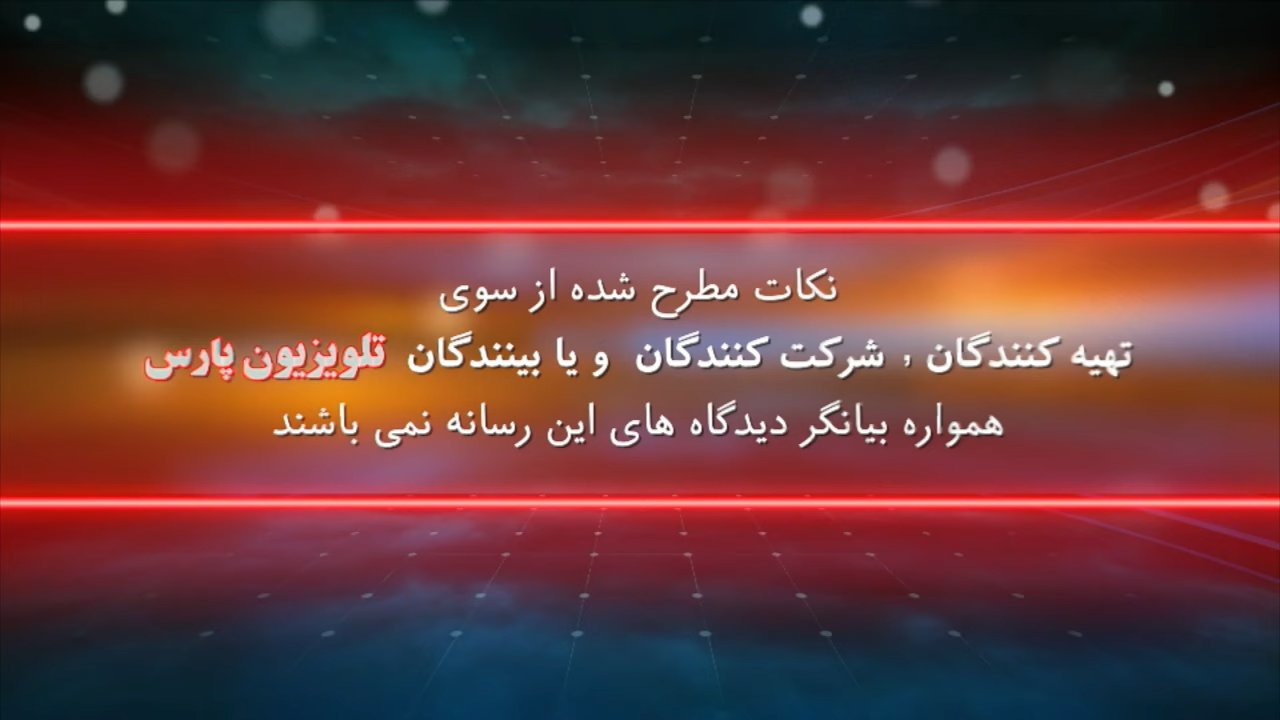 نکات مطرح شده از سوی
تهیه کنندگان , شرکت کنندگان و یا بینندگان تلویزیون پارس
همواره بیانگر دیدگاه های این رسانه نمی باشند